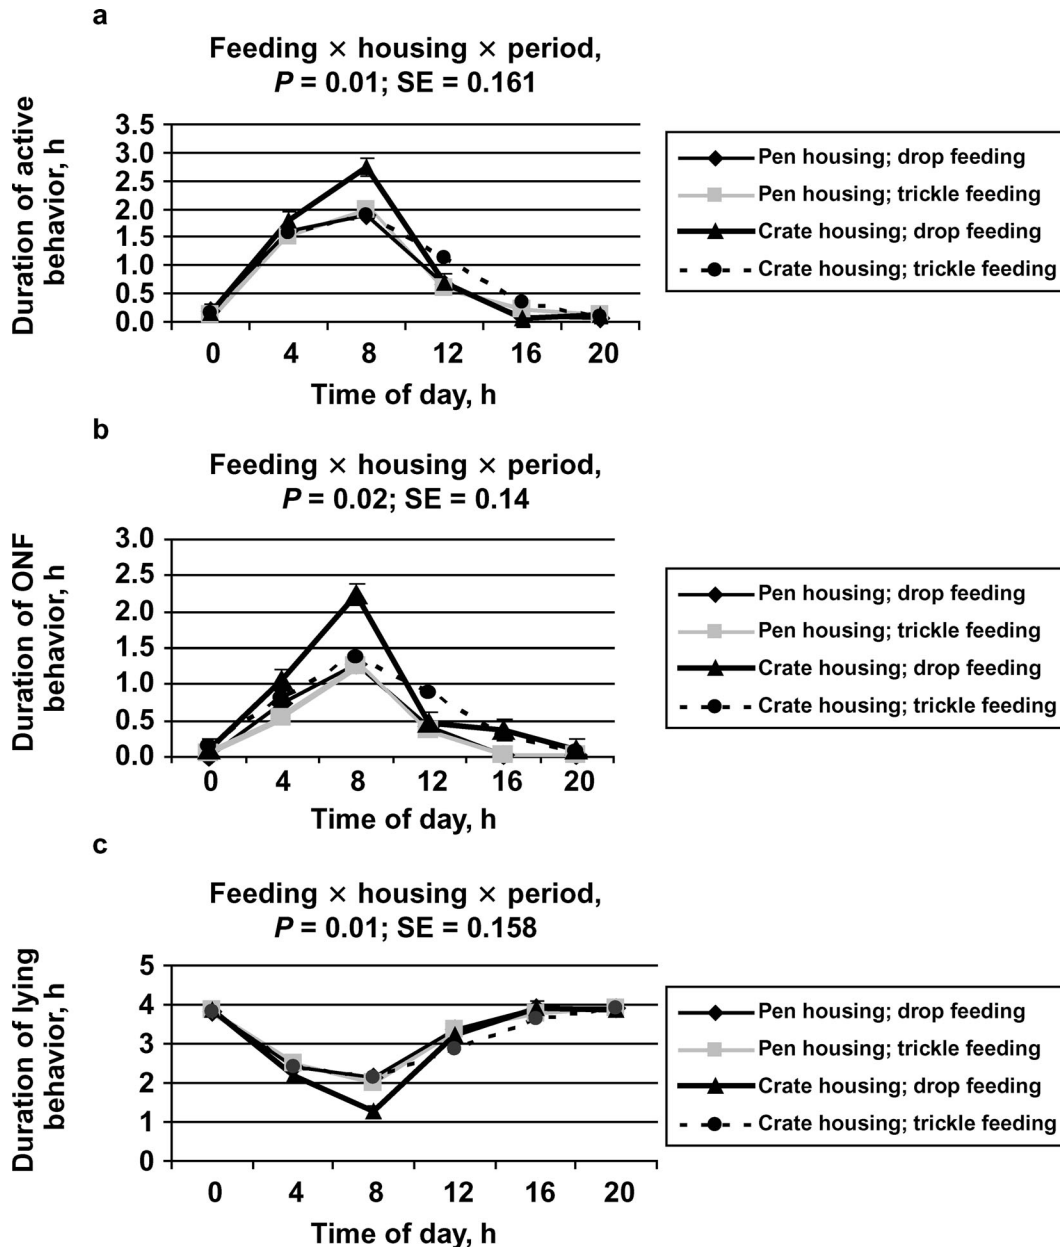 a
Feeding × housing × period,
P = 0.01; SE = 0.161
Duration of active
behavior, h
3.5
3.0
2.5
2.0
1.5
1.0
0.5
0.0
0 4 8 12 16 20
Time of day, h
Pen housing; drop feeding
Pen housing; trickle feeding
Crate housing; drop feeding
Crate housing; trickle feeding
b
Feeding × housing × period,
P = 0.02; SE = 0.14
Duration of ONF
behavior, h
3.0
2.5
2.0
1.5
1.0
0.5
0.0
0 4 8 12 16 20
Time of day, h
Pen housing; drop feeding
Pen housing; trickle feeding
Crate housing; drop feeding
Crate housing; trickle feeding
c
Feeding × housing × period,
P = 0.01; SE = 0.158
Duration of lying
behavior, h
5
4
3
2
1
0
0 4 8 12 16 20
Time of day, h
Pen housing; drop feeding
Pen housing; trickle feeding
Crate housing; drop feeding
Crate housing; trickle feeding